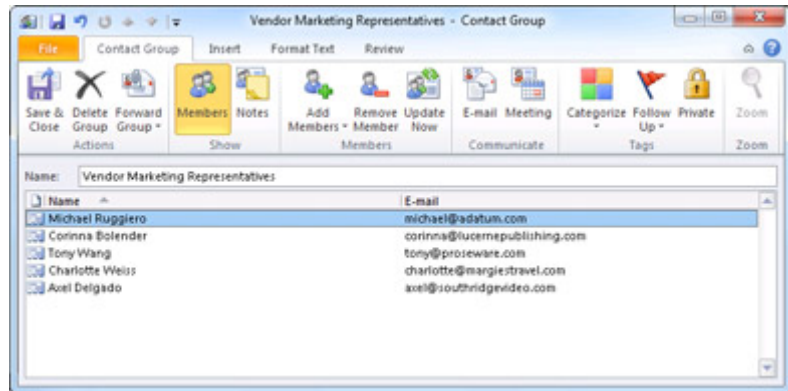 Vendor Marketing Representatives - Contact Group
File Contact Group Insert Format Text Review
Save & Close Delete Group Forward Group Members Notes Add Members Remove Member Update Now E-mail Meeting Categorize Follow Up Private Zoom
Actions Show Members Communicate Tags Zoom
Name: Vendor Marketing Representatives
Name E-mail
Michael Ruggiero michael@adatum.com
Corinna Bolender corinna@lucernepublishing.com
Tony Wang tony@proseware.com
Charlotte Weiss charlotte@margiestravel.com
Axel Delgado axel@southridgevideo.com